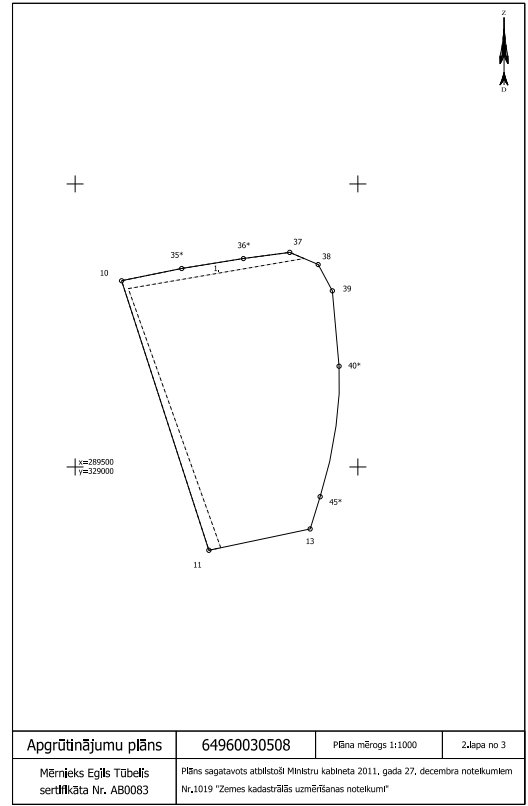 Z
D
37
36*
35*
38
1.
10
39
40*
x=289500
y=329000
45*
13
11
Apgrūtinājumu plāns
64960030508
Plāna mērogs 1:1000
2.lapa no 3
Mērnieks Egils Tūbelis
sertifikāta Nr. AB0083
Plāns sagatavots atbilstoši Ministru kabineta 2011. gada 27. decembra noteikumiem
Nr.1019 "Zemes kadastrālās uzmērīšanas noteikumi"